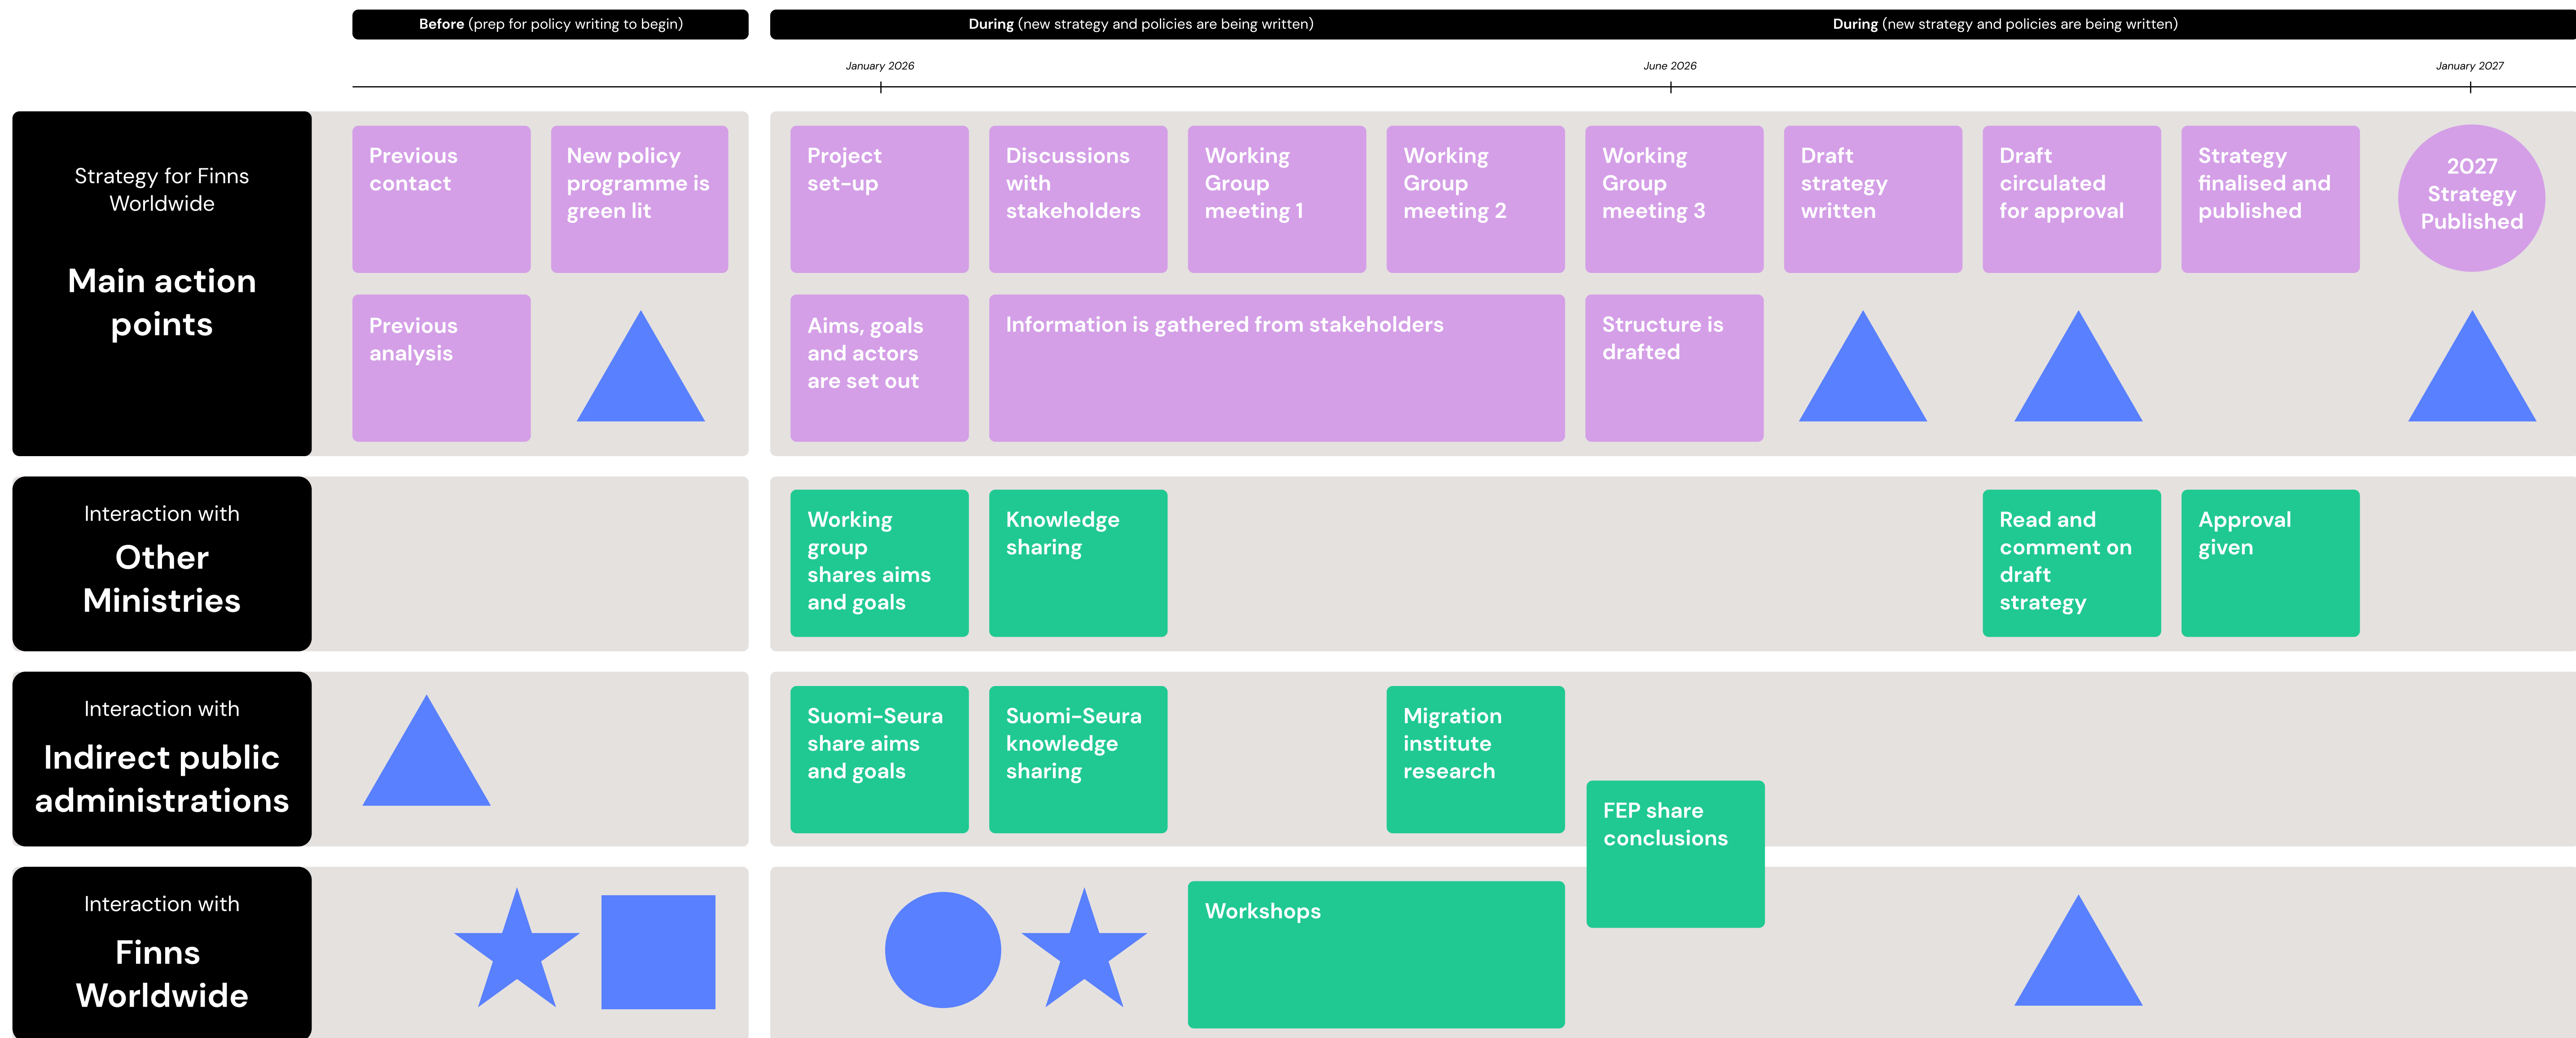 Before (prep for policy writing to begin)
During (new strategy and policies are being written)
During (new strategy and policies are being written)
January 2026
June 2026
January 2027
Strategy for Finns
Worldwide
Main action
points
Previous
contact
New policy
programme is
green lit
Project
set-up
Discussions
with
stakeholders
Working
Group
meeting 1
Working
Group
meeting 2
Working
Group
meeting 3
Draft
strategy
written
Draft
circulated
for approval
Strategy
finalised and
published
2027
Strategy
Published
Previous
analysis
Aims, goals
and actors
are set out
Information is gathered from stakeholders
Structure is
drafted
Interaction with
Other
Ministries
Working
group
shares aims
and goals
Knowledge
sharing
Read and
comment on
draft
strategy
Approval
given
Interaction with
Indirect public
administrations
Suomi-Seura
share aims
and goals
Suomi-Seura
knowledge
sharing
Migration
institute
research
FEP share
conclusions
Interaction with
Finns
Worldwide
Workshops